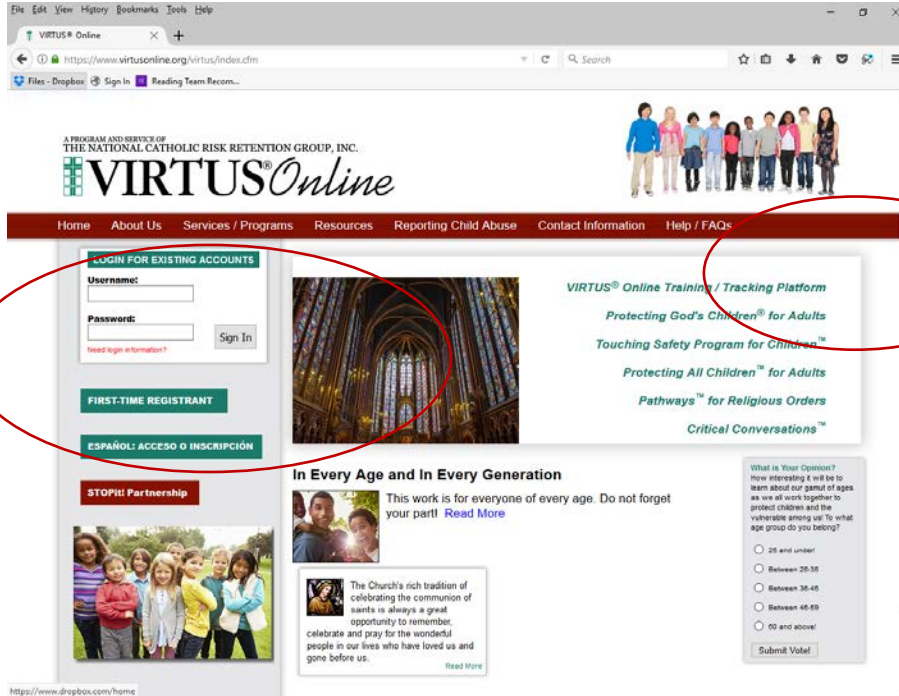 File Edit View History Bookmarks Tools Help
VIRTUS® Online
https://www.virtusonline.org/virtus/index.cfm
Search
Files - Dropbox Sign In Reading Team Recom...
A PROGRAM AND SERVICE OF
THE NATIONAL CATHOLIC RISK RETENTION GROUP, INC.
VIRTUS® Online
Home About Us Services / Programs Resources Reporting Child Abuse Contact Information Help / FAQs
LOGIN FOR EXISTING ACCOUNTS
Username:
Password:
Sign In
Need login information?
FIRST-TIME REGISTRANT
ESPAÑOL: ACCESO O INSCRIPCIÓN
STOPit! Partnership
VIRTUS® Online Training / Tracking Platform
Protecting God's Children® for Adults
Touching Safety Program for Children™
Protecting All Children™ for Adults
Pathways™ for Religious Orders
Critical Conversations™
In Every Age and In Every Generation
This work is for everyone of every age. Do not forget
your part! Read More
The Church's rich tradition of
celebrating the communion of
saints is always a great
opportunity to remember,
celebrate and pray for the wonderful
people in our lives who have loved us and
gone before us.
Read More
What is Your Opinion?
How interesting it will be to
learn about our gamut of ages
as we all work together to
protect children and the
vulnerable among us! To what
age group do you belong?
25 and under!
Between 26-35
Between 36-45
Between 46-59
60 and above!
Submit Vote!
https://www.dropbox.com/home